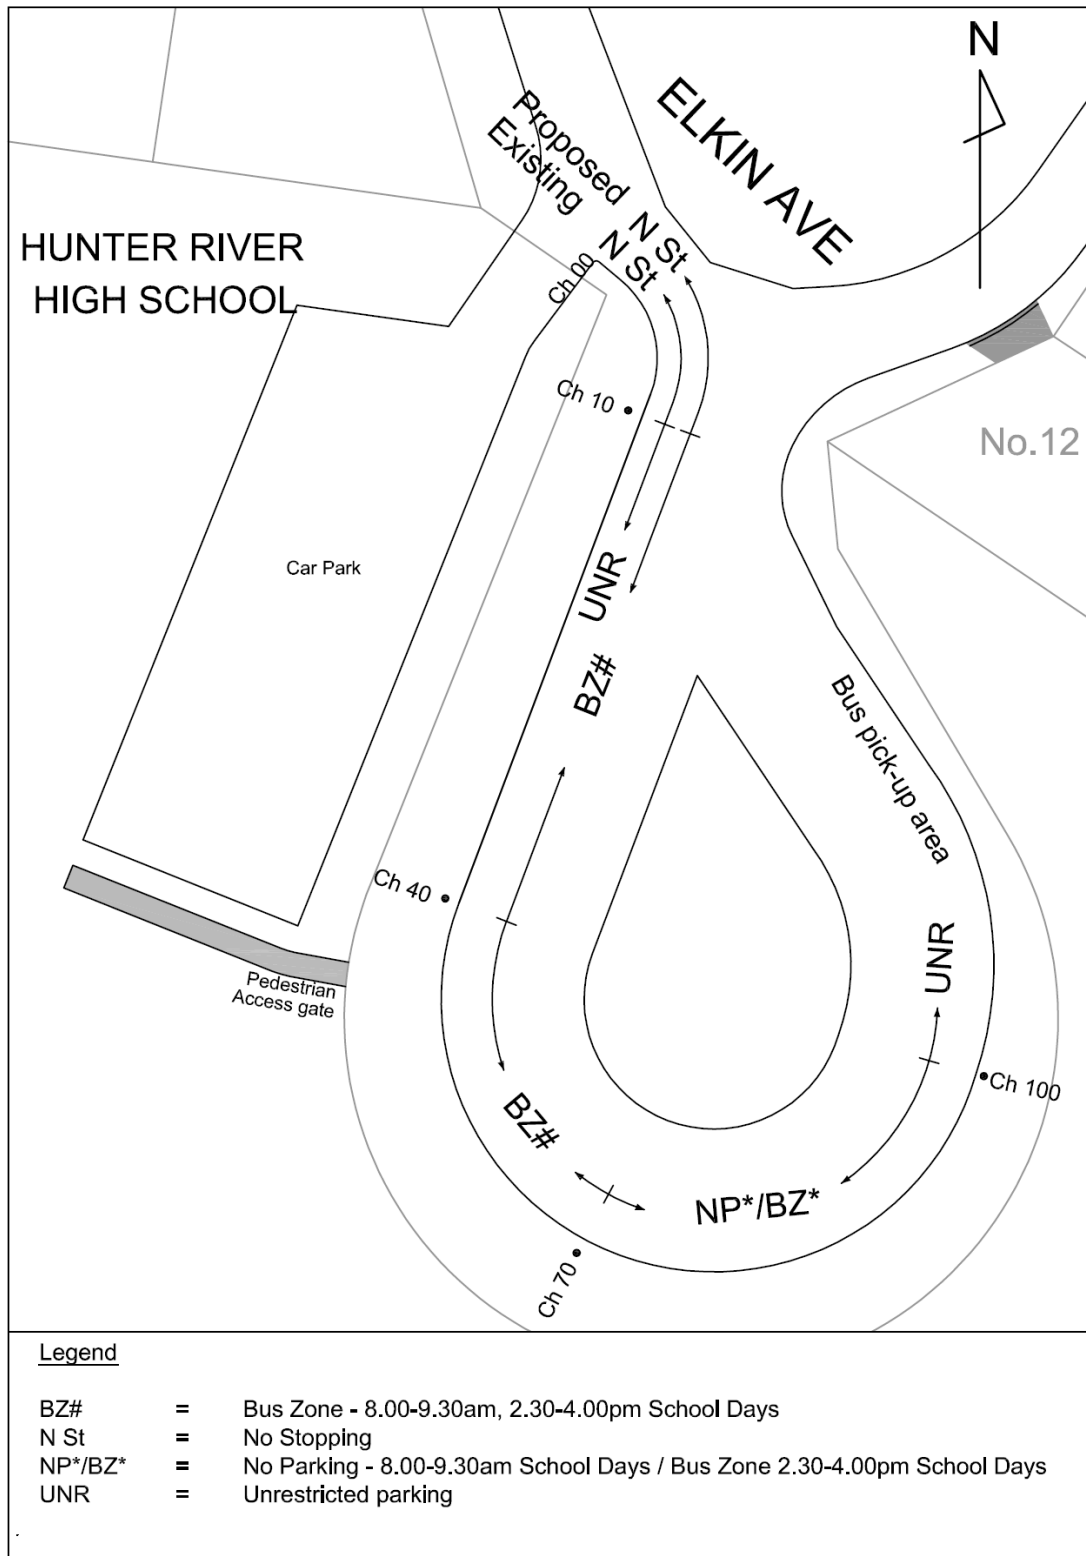 N
ELKIN AVE
Proposed
Existing
N St
N St
HUNTER RIVER
HIGH SCHOOL
Ch 00
Ch 10
No.12
Car Park
UNR
BZ#
Bus pick-up area
Ch 40
UNR
Pedestrian
Access gate
Ch 100
BZ#
NP*/BZ*
Ch 70
Legend
BZ# = Bus Zone - 8.00-9.30am, 2.30-4.00pm School Days
N St = No Stopping
NP*/BZ* = No Parking - 8.00-9.30am School Days / Bus Zone 2.30-4.00pm School Days
UNR = Unrestricted parking